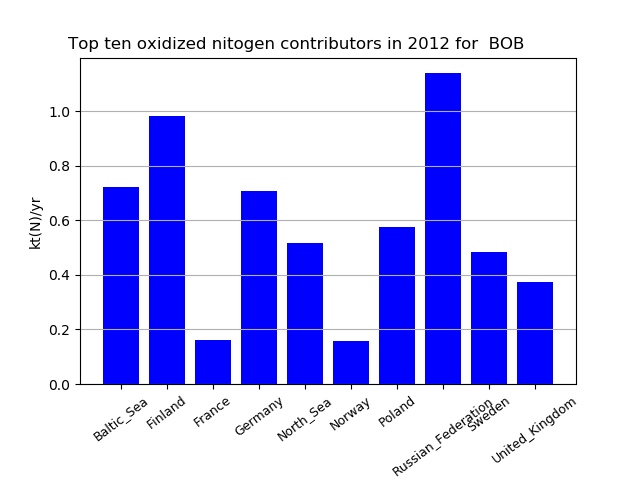 Top ten oxidized nitogen contributors in 2012 for  BOB
kt(N)/yr
1.0
0.8
0.6
0.4
0.2
0.0
Baltic_Sea
Finland
France
Germany
North_Sea
Norway
Poland
Russian_Federation
Sweden
United_Kingdom